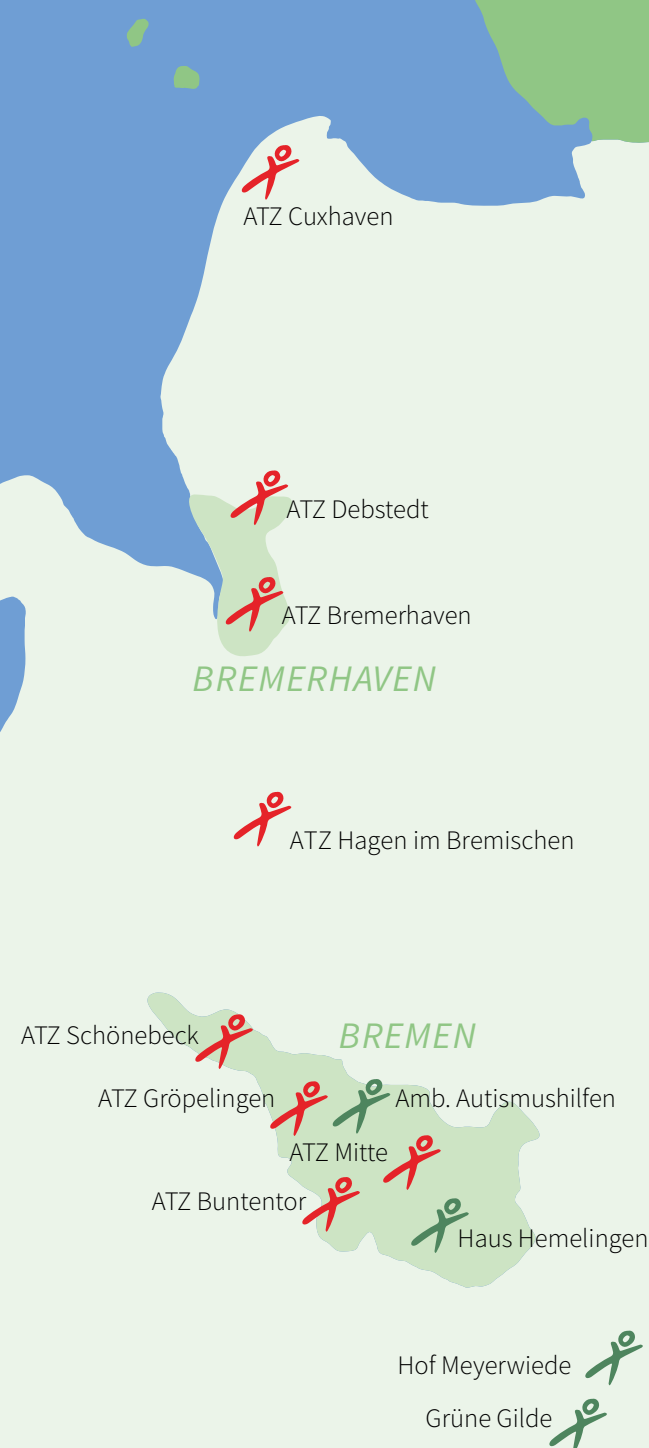 ATZ Cuxhaven
ATZ Debstedt
ATZ Bremerhaven
BREMERHAVEN
ATZ Hagen im Bremischen
ATZ Schönebeck
BREMEN
ATZ Gröpelingen
Amb. Autismushilfen
ATZ Mitte
ATZ Buntentor
Haus Hemelingen
Hof Meyerwiede
Grüne Gilde